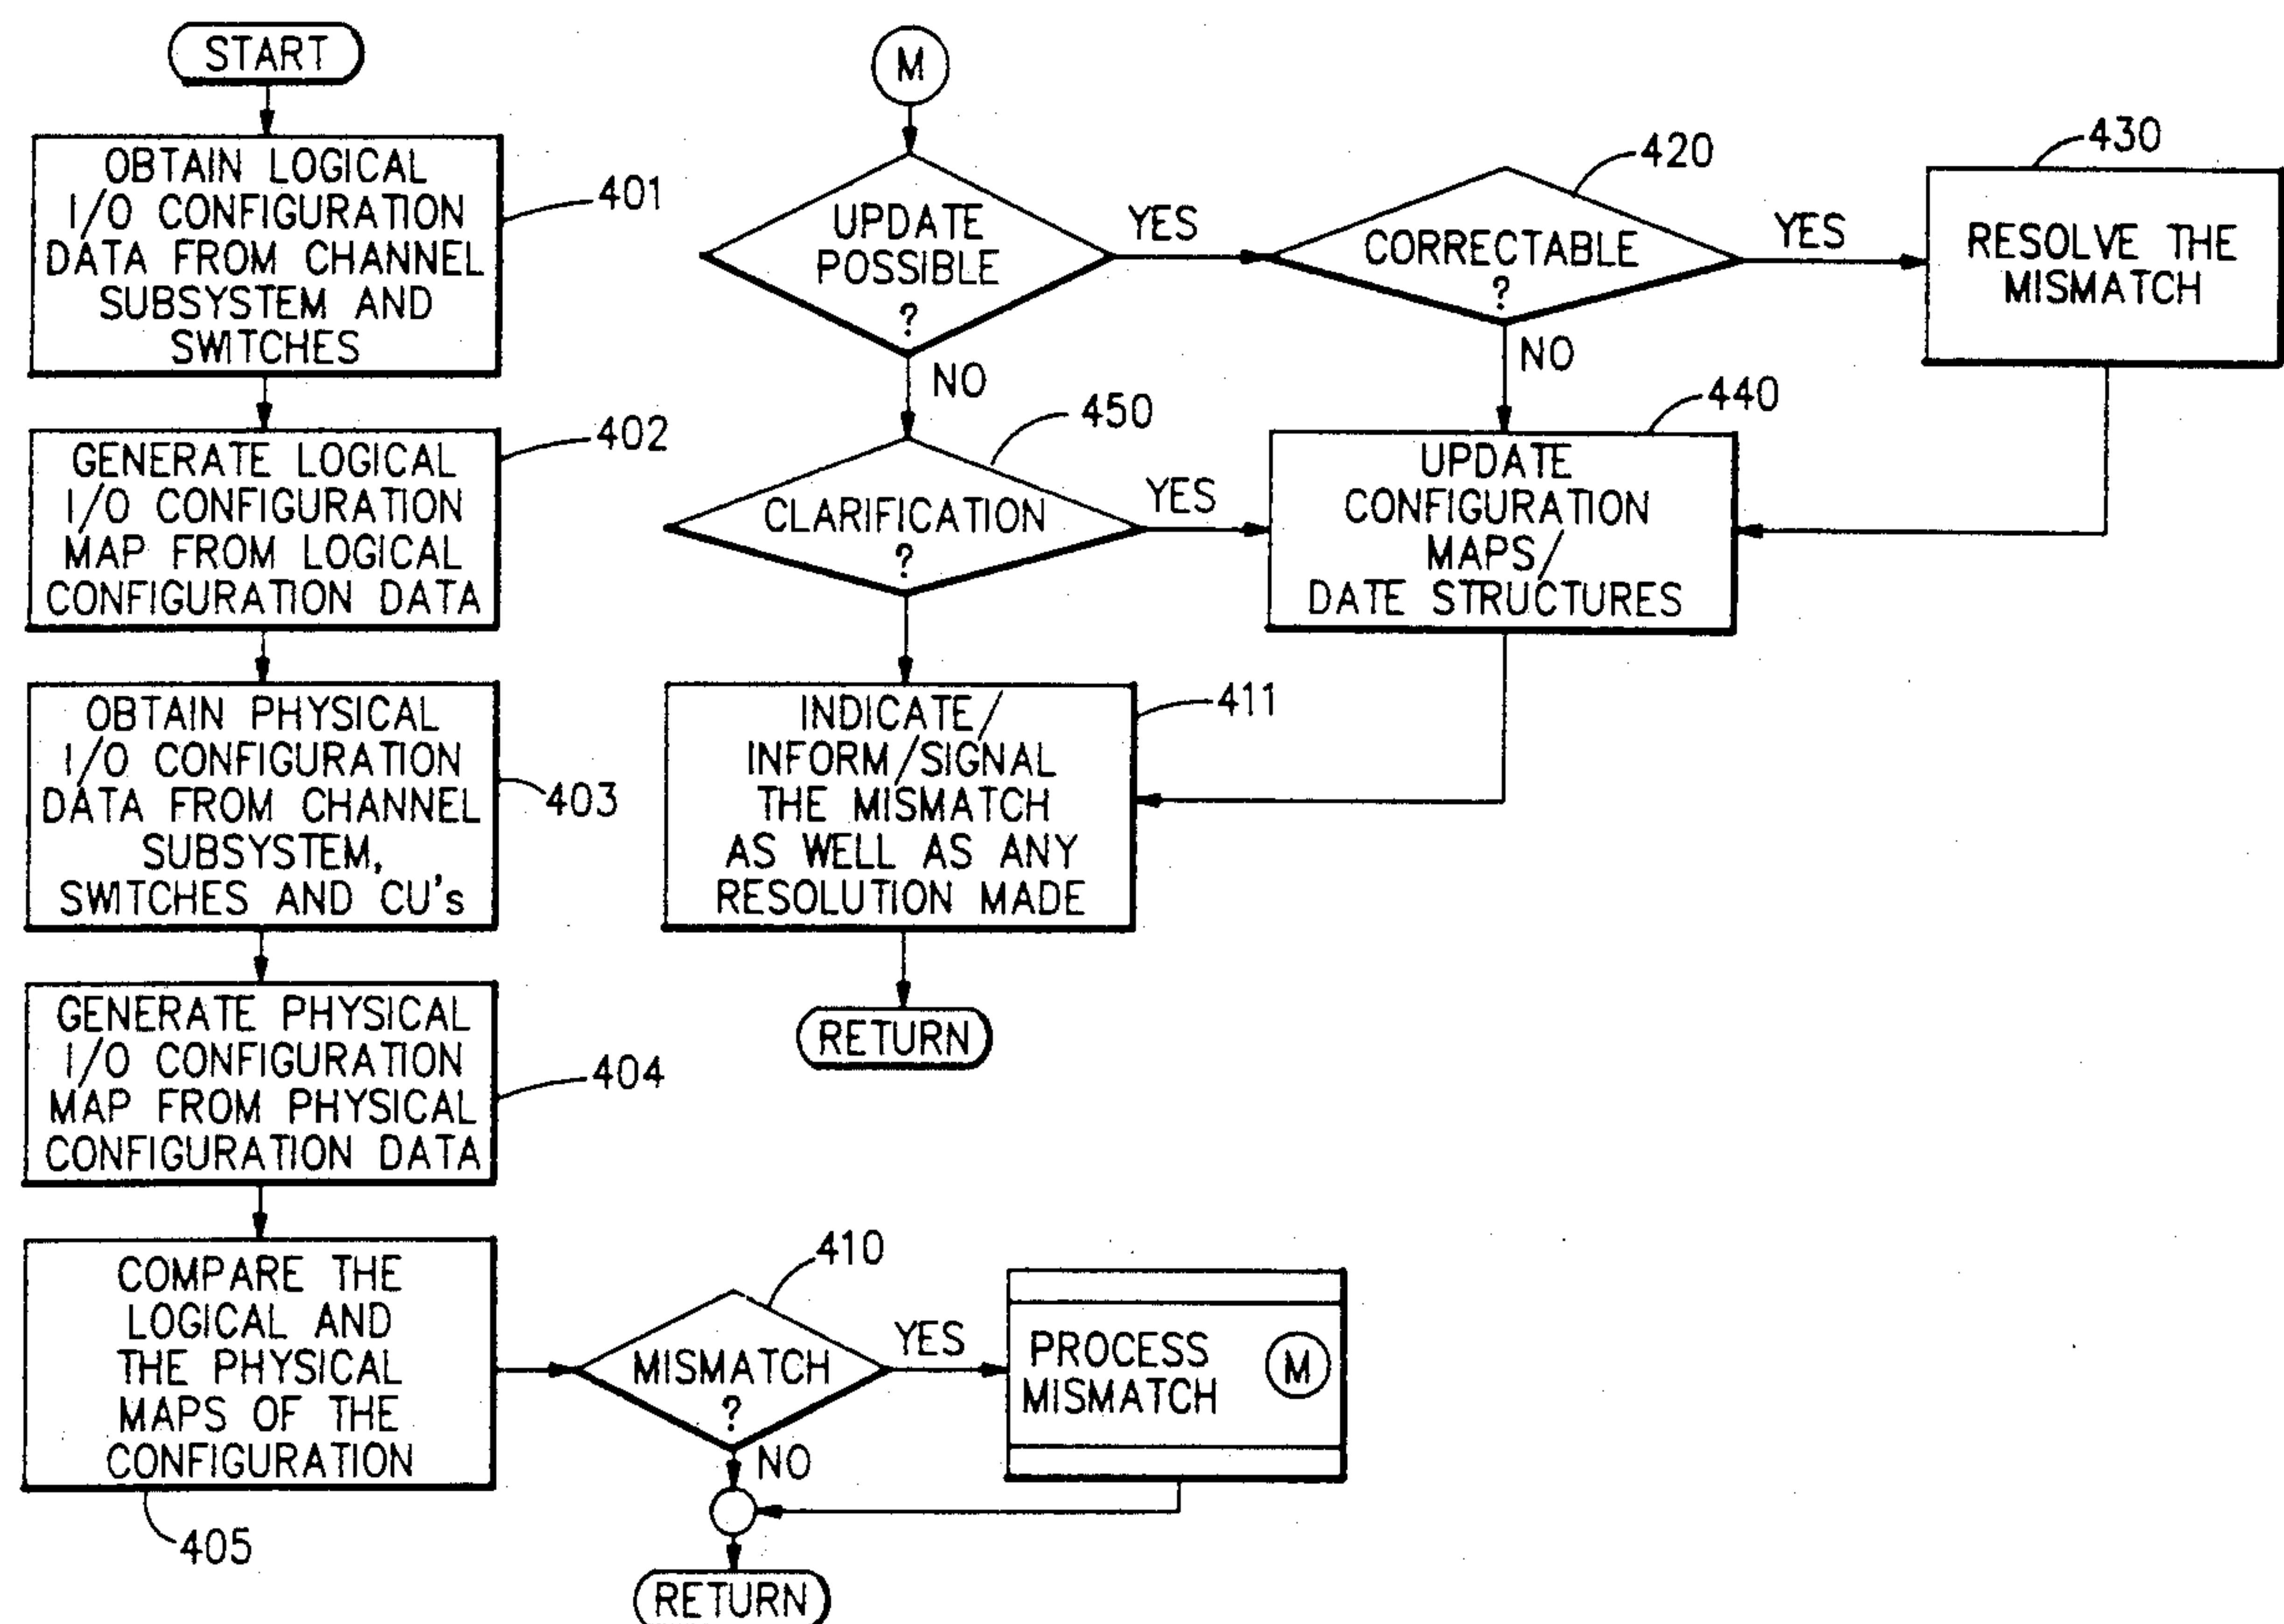 START
OBTAIN LOGICAL
I/O CONFIGURATION
DATA FROM CHANNEL
SUBSYSTEM AND
SWITCHES
401
GENERATE LOGICAL
I/O CONFIGURATION
MAP FROM LOGICAL
CONFIGURATION DATA
402
OBTAIN PHYSICAL
I/O CONFIGURATION
DATA FROM CHANNEL
SUBSYSTEM,
SWITCHES AND CU's
403
GENERATE PHYSICAL
I/O CONFIGURATION
MAP FROM PHYSICAL
CONFIGURATION DATA
404
COMPARE THE
LOGICAL AND
THE PHYSICAL
MAPS OF THE
CONFIGURATION
405
410
MISMATCH
?
YES
NO
PROCESS
MISMATCH
M
RETURN
M
UPDATE
POSSIBLE
?
YES
NO
420
CORRECTABLE
?
YES
NO
430
RESOLVE THE
MISMATCH
450
CLARIFICATION
?
YES
440
UPDATE
CONFIGURATION
MAPS/
DATE STRUCTURES
INDICATE/
INFORM/SIGNAL
THE MISMATCH
AS WELL AS ANY
RESOLUTION MADE
411
RETURN